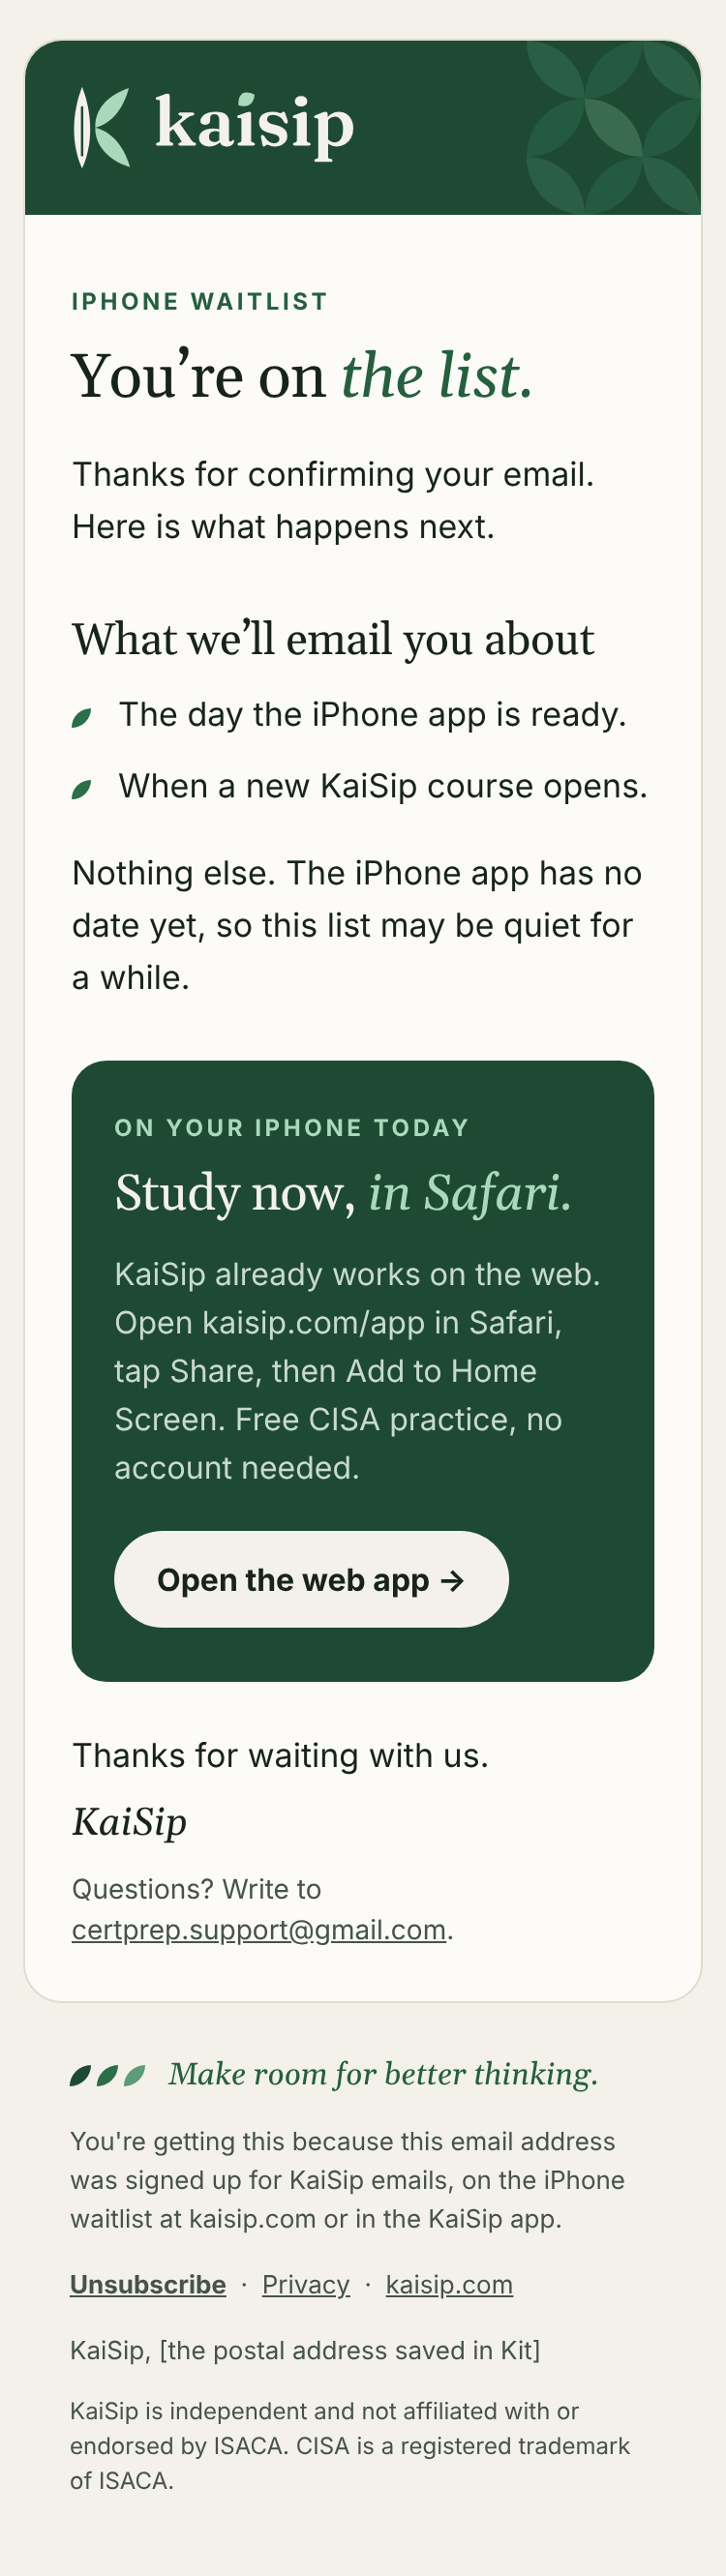 kaisip
IPHONE WAITLIST
You’re on the list.
Thanks for confirming your email.
Here is what happens next.
What we’ll email you about
The day the iPhone app is ready.
When a new KaiSip course opens.
Nothing else. The iPhone app has no
date yet, so this list may be quiet for
a while.
ON YOUR IPHONE TODAY
Study now, in Safari.
KaiSip already works on the web.
Open kaisip.com/app in Safari,
tap Share, then Add to Home
Screen. Free CISA practice, no
account needed.
Open the web app →
Thanks for waiting with us.
KaiSip
Questions? Write to
certprep.support@gmail.com.
Make room for better thinking.
You're getting this because this email address
was signed up for KaiSip emails, on the iPhone
waitlist at kaisip.com or in the KaiSip app.
Unsubscribe · Privacy · kaisip.com
KaiSip, [the postal address saved in Kit]
KaiSip is independent and not affiliated with or
endorsed by ISACA. CISA is a registered trademark
of ISACA.